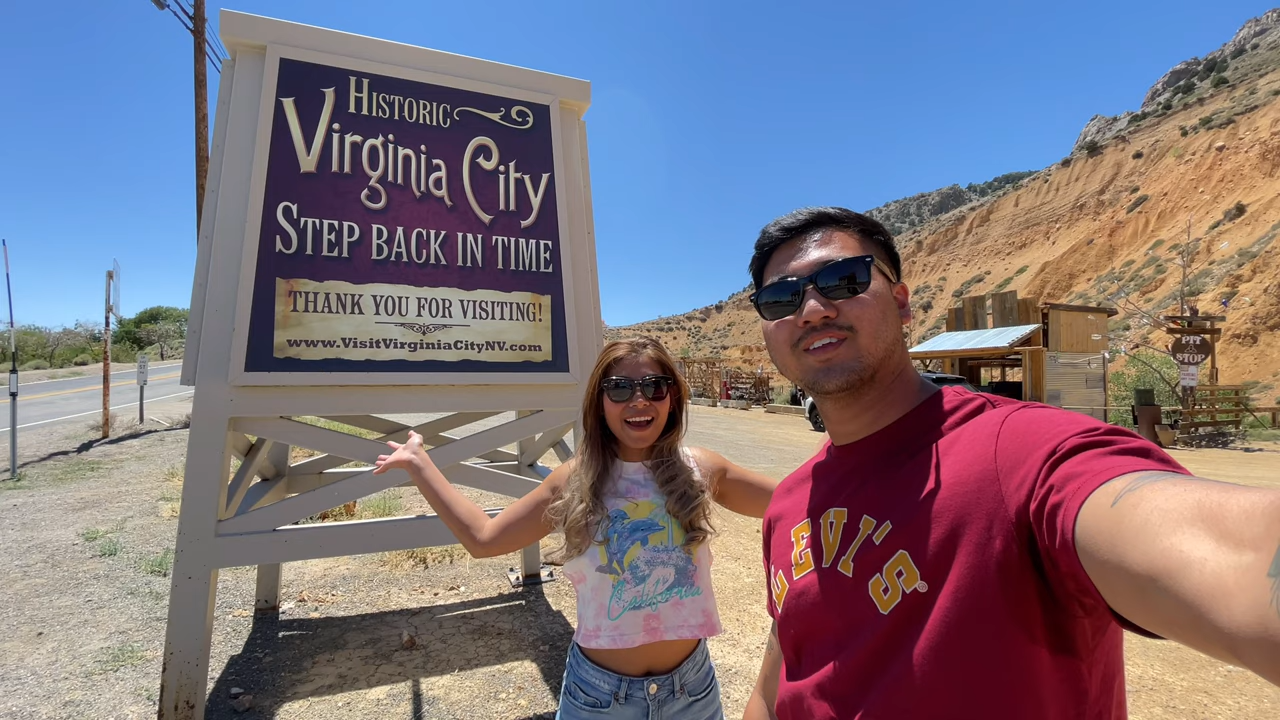 Historic
Virginia City
STEP BACK IN TIME
THANK YOU FOR VISITING!
www.VisitVirginiaCityNV.com
PIT
STOP
California
LEVI'S®